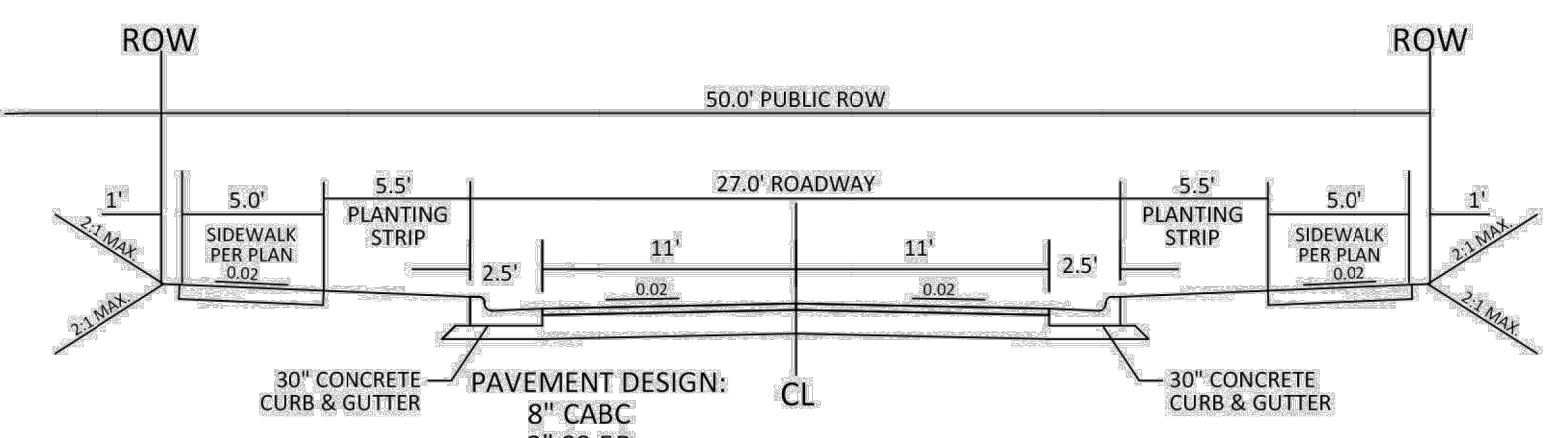 ROW
ROW
50.0' PUBLIC ROW
1'
5.0'
5.5'
27.0' ROADWAY
5.5'
5.0'
1'
2:1 MAX.
SIDEWALK
PER PLAN
0.02
PLANTING
STRIP
2.5'
11'
11'
2.5'
PLANTING
STRIP
SIDEWALK
PER PLAN
0.02
2:1 MAX.
2:1 MAX.
0.02
0.02
2:1 MAX.
30" CONCRETE
CURB & GUTTER
PAVEMENT DESIGN:
8" CABC
CL
30" CONCRETE
CURB & GUTTER